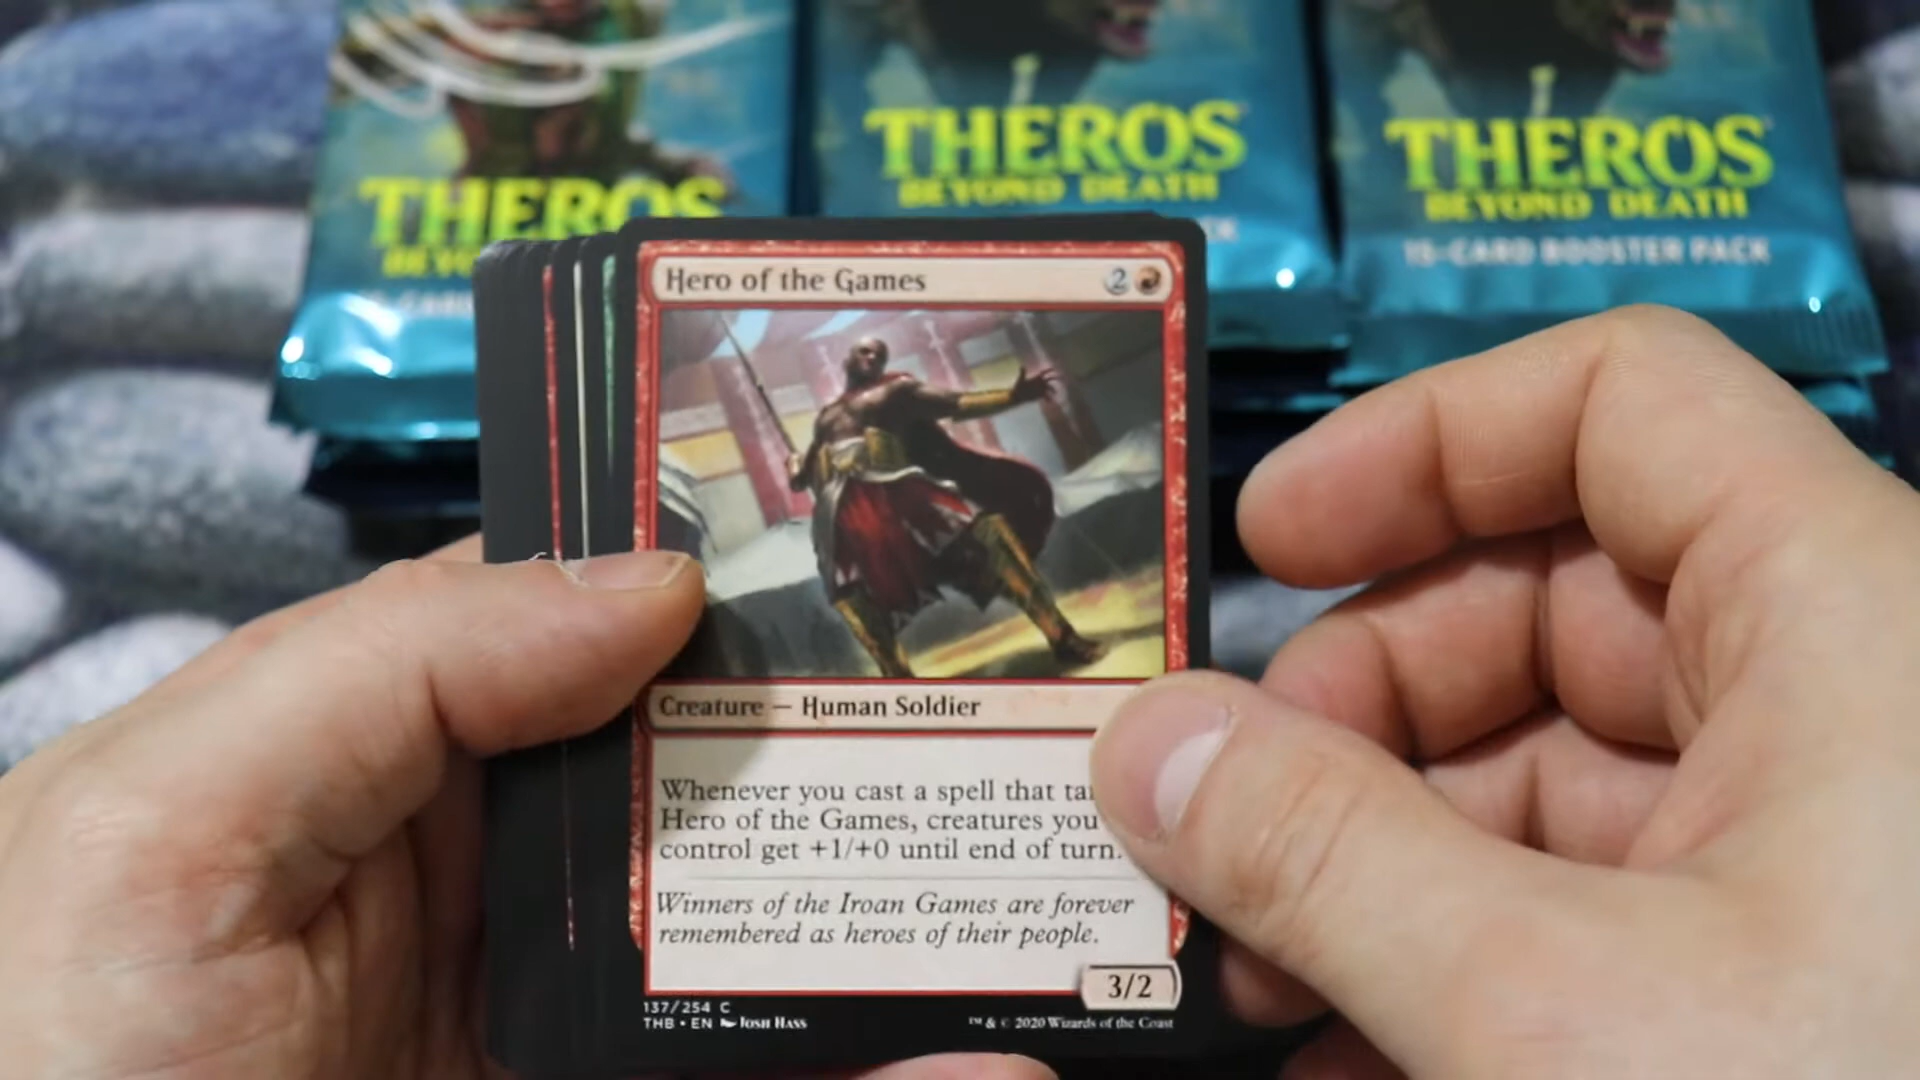 THEROS
BEYOND DEATH
THEROS
BEYOND DEATH
15-CARD BOOSTER PACK
THEROS
Hero of the Games
2
Creature — Human Soldier
Whenever you cast a spell that
Hero of the Games, creatures you
control get +1/+0 until end of turn.
Winners of the Iroan Games are forever
remembered as heroes of their people.
3/2
137/254 C
THB • EN Josh Hass
™ & © 2020 Wizards of the Coast